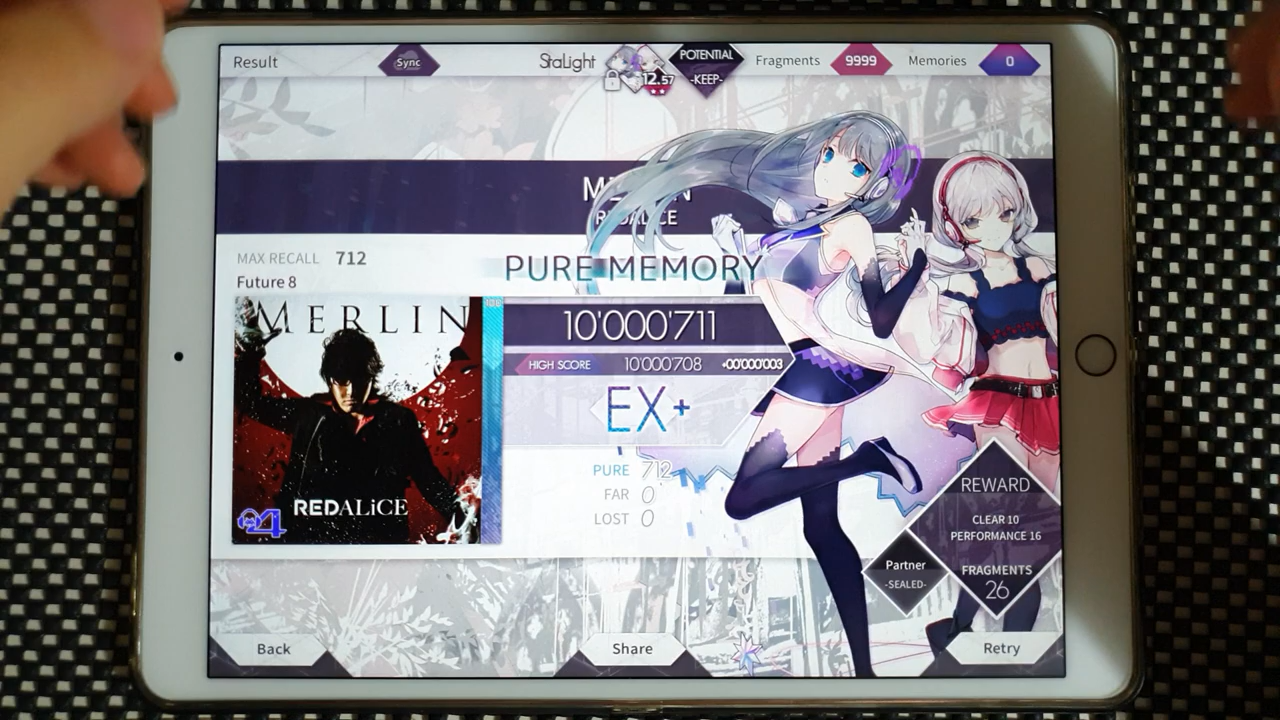 Result
Sync
StaLight
12.57
POTENTIAL
-KEEP-
Fragments
9999
Memories
0
MAX RECALL 712
Future 8
PURE MEMORY
MERLIN
REDALiCE
10'000'711
HIGH SCORE 10'000'708 +00'000'003
EX+
PURE 712
FAR 0
LOST 0
REWARD
CLEAR 10
PERFORMANCE 16
FRAGMENTS
26
Partner
-SEALED-
Back
Share
Retry